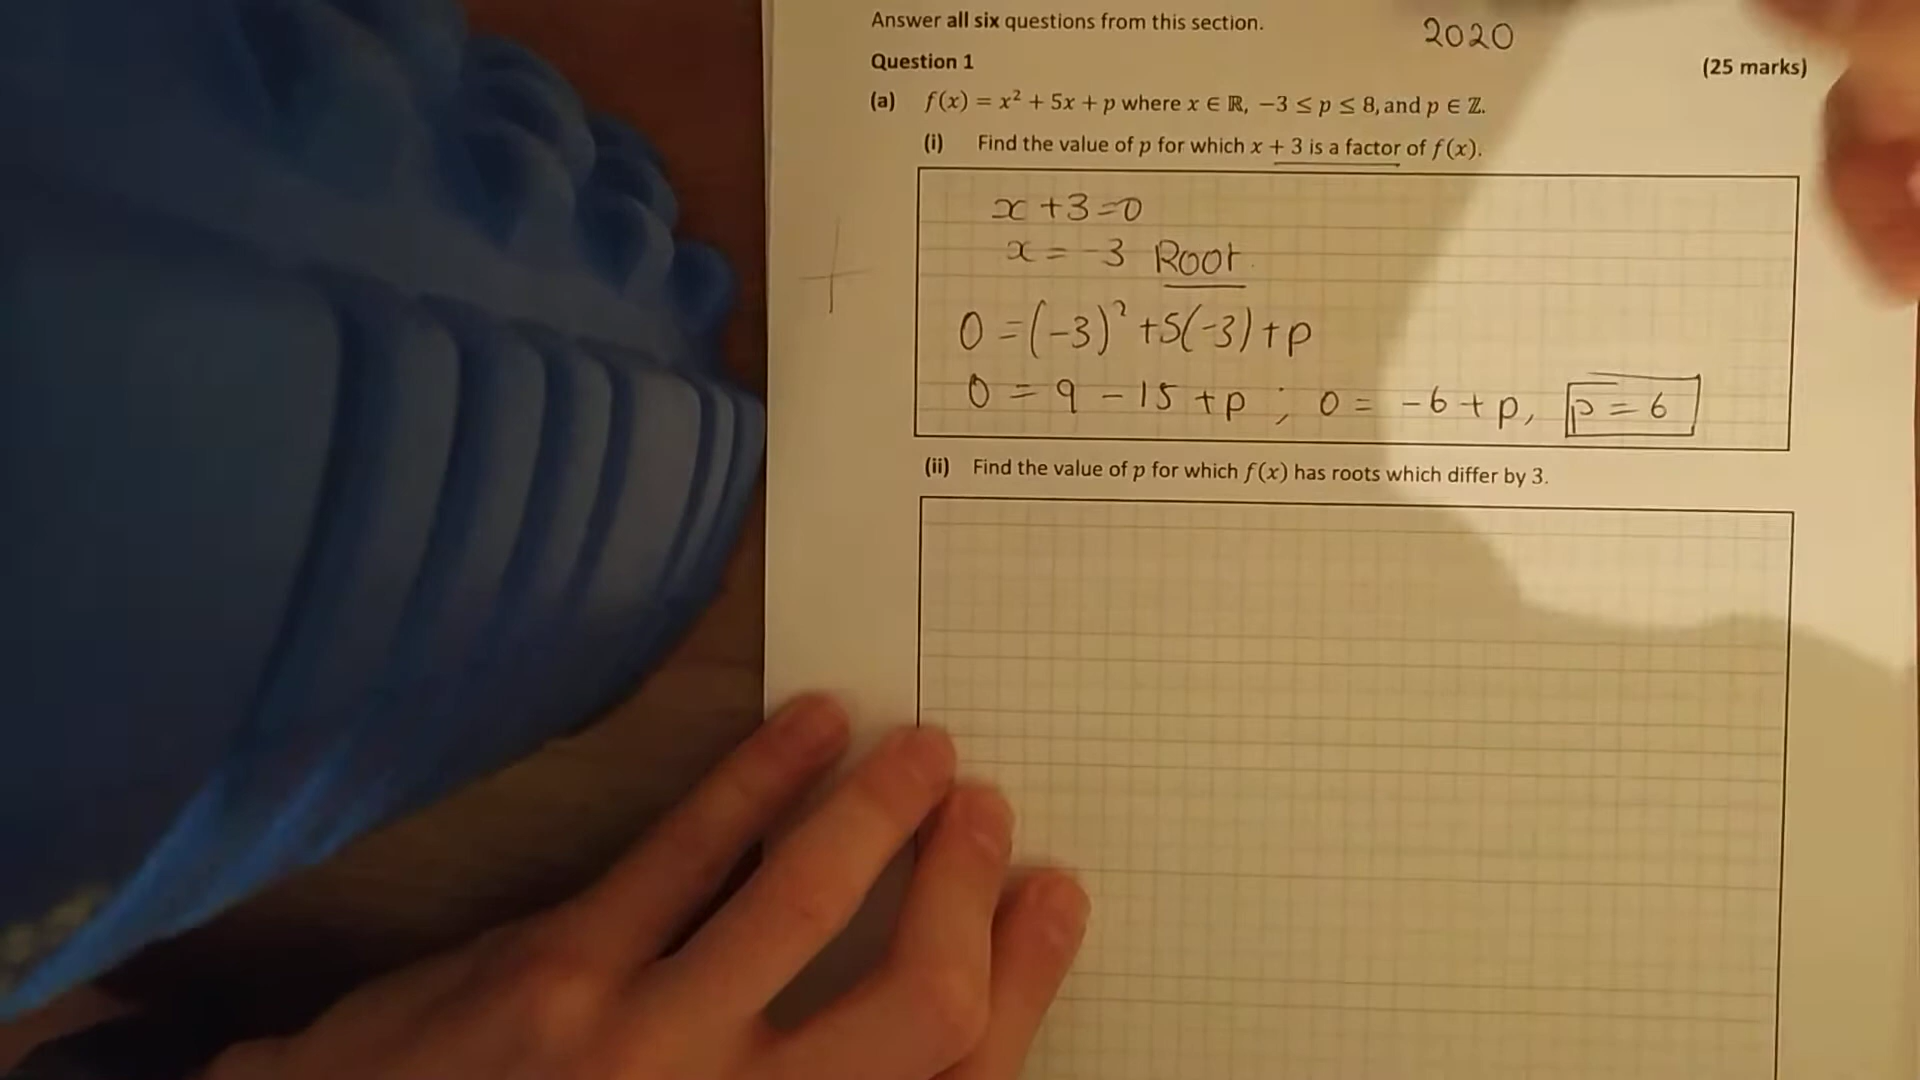 Answer all six questions from this section.
2020
Question 1
(25 marks)
(a) f(x) = x² + 5x + p where x ∈ ℝ, −3 ≤ p ≤ 8, and p ∈ ℤ.
(i) Find the value of p for which x + 3 is a factor of f(x).
x + 3 = 0
x = -3 Root
0 = (-3)² + 5(-3) + p
0 = 9 - 15 + p ; 0 = -6 + p, p = 6
(ii) Find the value of p for which f(x) has roots which differ by 3.